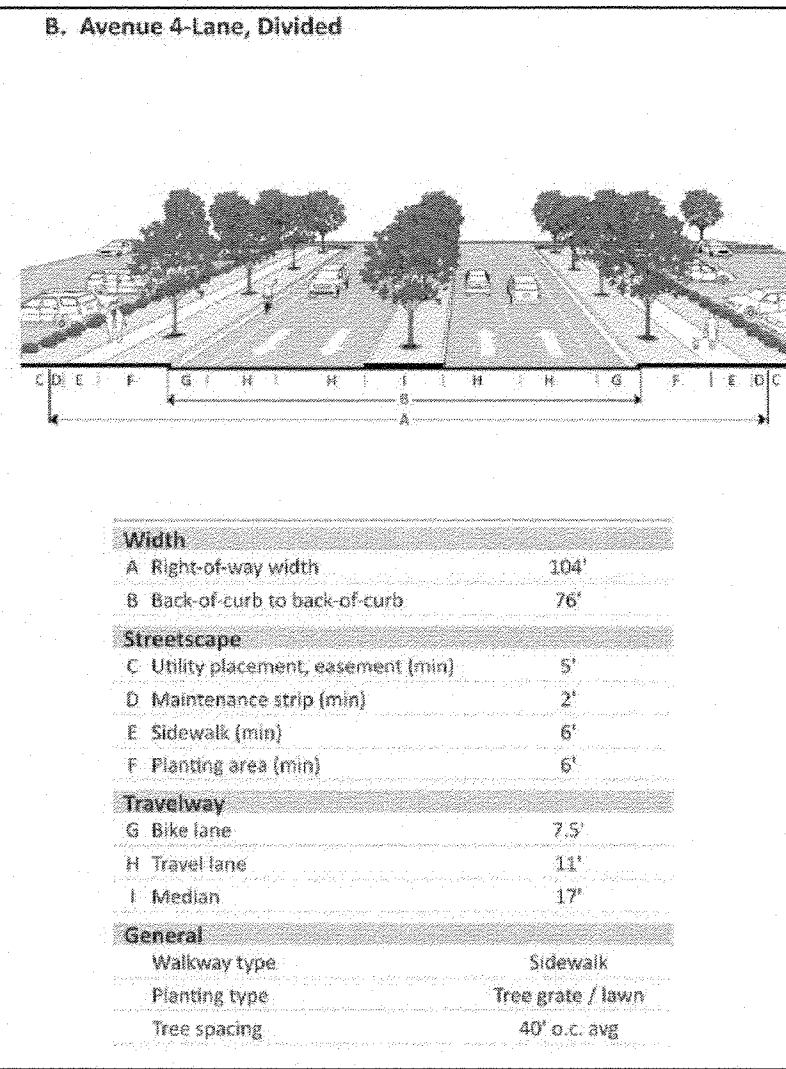 B. Avenue 4-Lane, Divided
C D E F G H H I H H G F E D C
B
A
Width
A Right-of-way width 104'
B Back-of-curb to back-of-curb 76'
Streetscape
C Utility placement, easement (min) 5'
D Maintenance strip (min) 2'
E Sidewalk (min) 6'
F Planting area (min) 6'
Travelway
G Bike lane 7.5'
H Travel lane 11'
I Median 17'
General
Walkway type Sidewalk
Planting type Tree grate / lawn
Tree spacing 40' o.c. avg